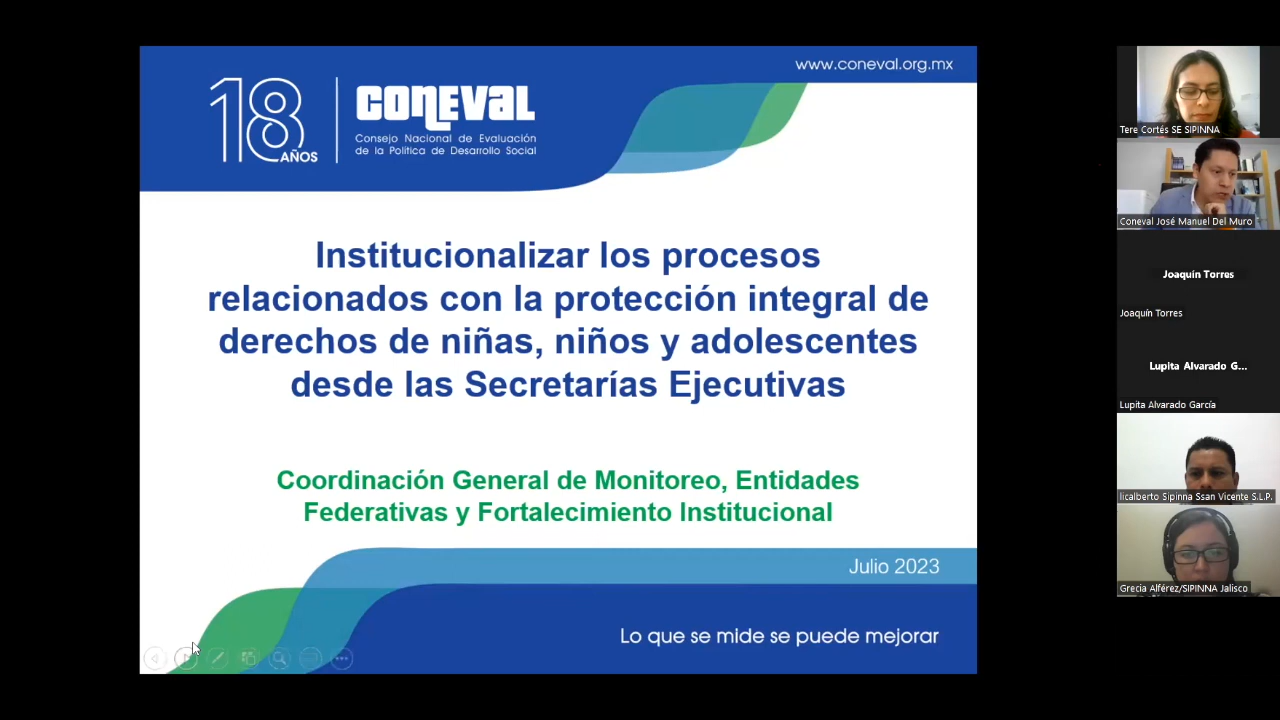 www.coneval.org.mx
18
AÑOS
CONEVAL
Consejo Nacional de Evaluación
de la Política de Desarrollo Social
Institucionalizar los procesos
relacionados con la protección integral de
derechos de niñas, niños y adolescentes
desde las Secretarías Ejecutivas
Coordinación General de Monitoreo, Entidades
Federativas y Fortalecimiento Institucional
Julio 2023
Lo que se mide se puede mejorar
Tere Cortés SE SIPINNA
Coneval José Manuel Del Muro
Joaquín Torres
Joaquín Torres
Lupita Alvarado G...
Lupita Alvarado García
licalberto Sipinna Ssan Vicente S.L.P.
Grecia Alférez/SIPINNA Jalisco